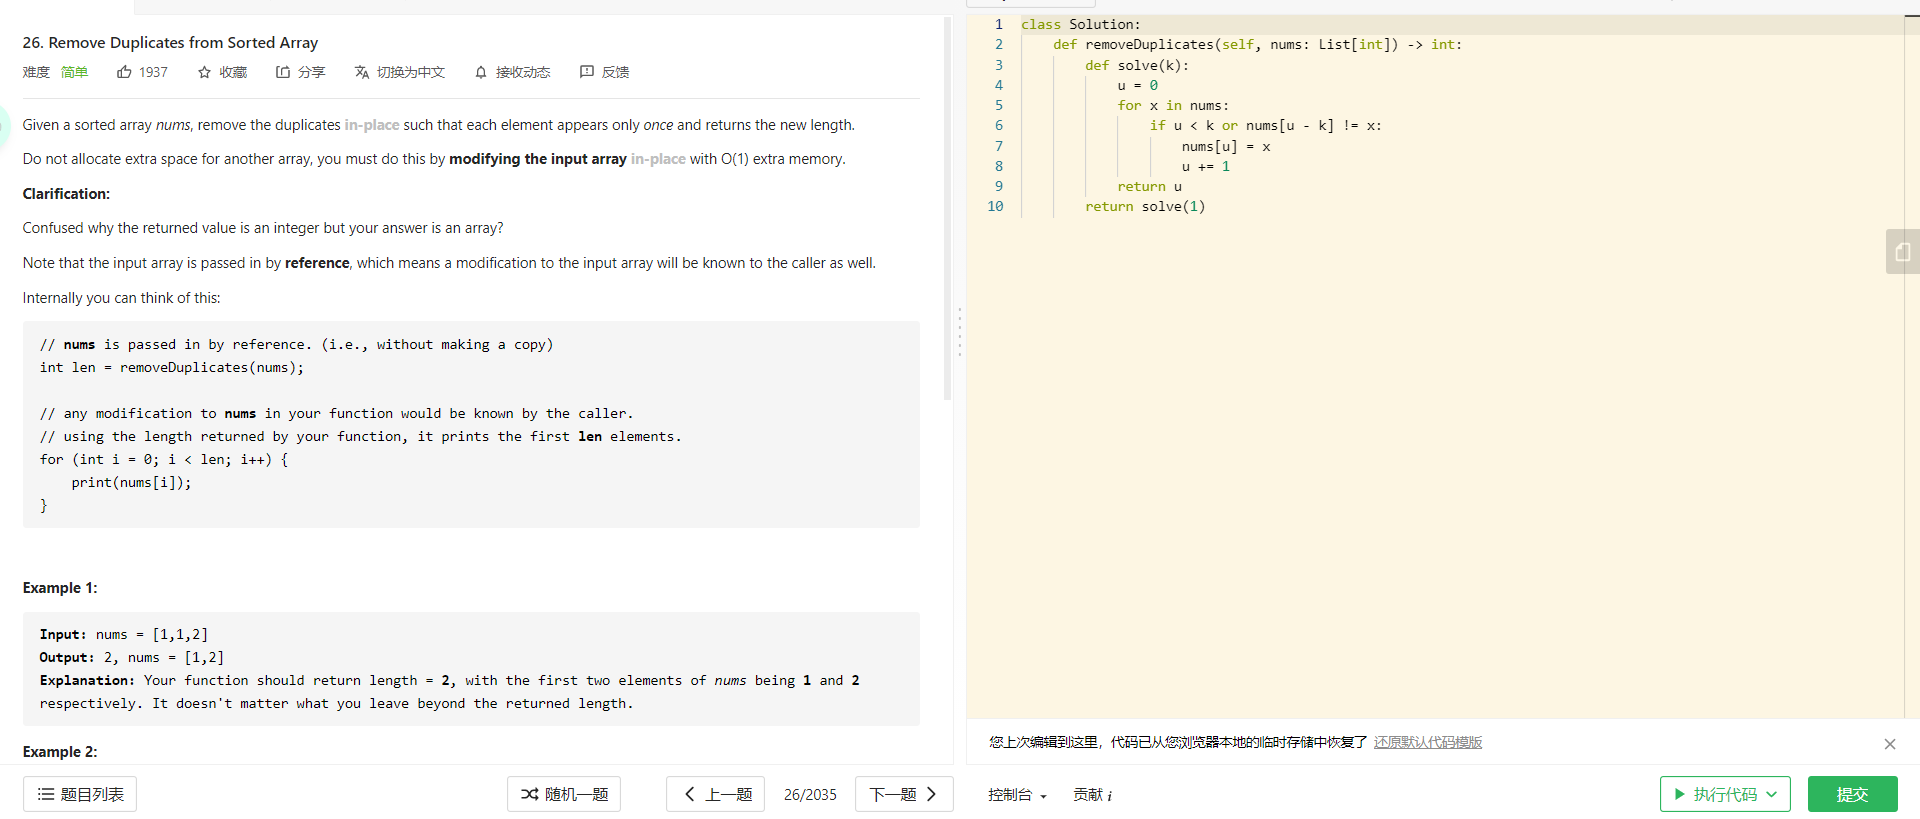 26. Remove Duplicates from Sorted Array
难度 简单 1937 收藏 分享 切换为中文 接收动态 反馈
Given a sorted array nums, remove the duplicates in-place such that each element appears only once and returns the new length.
Do not allocate extra space for another array, you must do this by modifying the input array in-place with O(1) extra memory.
Clarification:
Confused why the returned value is an integer but your answer is an array?
Note that the input array is passed in by reference, which means a modification to the input array will be known to the caller as well.
Internally you can think of this:
// nums is passed in by reference. (i.e., without making a copy)
int len = removeDuplicates(nums);
// any modification to nums in your function would be known by the caller.
// using the length returned by your function, it prints the first len elements.
for (int i = 0; i < len; i++) {
    print(nums[i]);
}
Example 1:
Input: nums = [1,1,2]
Output: 2, nums = [1,2]
Explanation: Your function should return length = 2, with the first two elements of nums being 1 and 2
respectively. It doesn't matter what you leave beyond the returned length.
Example 2:
题目列表 随机一题 上一题 26/2035 下一题
1 class Solution:
2     def removeDuplicates(self, nums: List[int]) -> int:
3         def solve(k):
4             u = 0
5             for x in nums:
6                 if u < k or nums[u - k] != x:
7                     nums[u] = x
8                     u += 1
9             return u
10         return solve(1)
您上次编辑到这里，代码已从您浏览器本地的临时存储中恢复了 还原默认代码模版
控制台 贡献 i 执行代码 提交